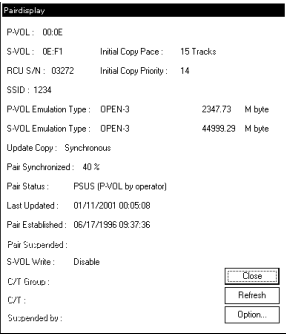 Pairdisplay
P-VOL : 00:0E
S-VOL : 0E:F1 Initial Copy Pace : 15 Tracks
RCU S/N : 03272 Initial Copy Priority : 14
SSID : 1234
P-VOL Emulation Type : OPEN-3 2347.73 M byte
S-VOL Emulation Type : OPEN-3 44999.29 M byte
Update Copy : Synchronous
Pair Synchronized : 40 %
Pair Status : PSUS (P-VOL by operator)
Last Updated : 01/11/2001 00:05:08
Pair Established : 06/17/1996 09:37:36
Pair Suspended :
S-VOL Write : Disable
C/T Group :
C/T :
Suspended by :
Close
Refresh
Option...